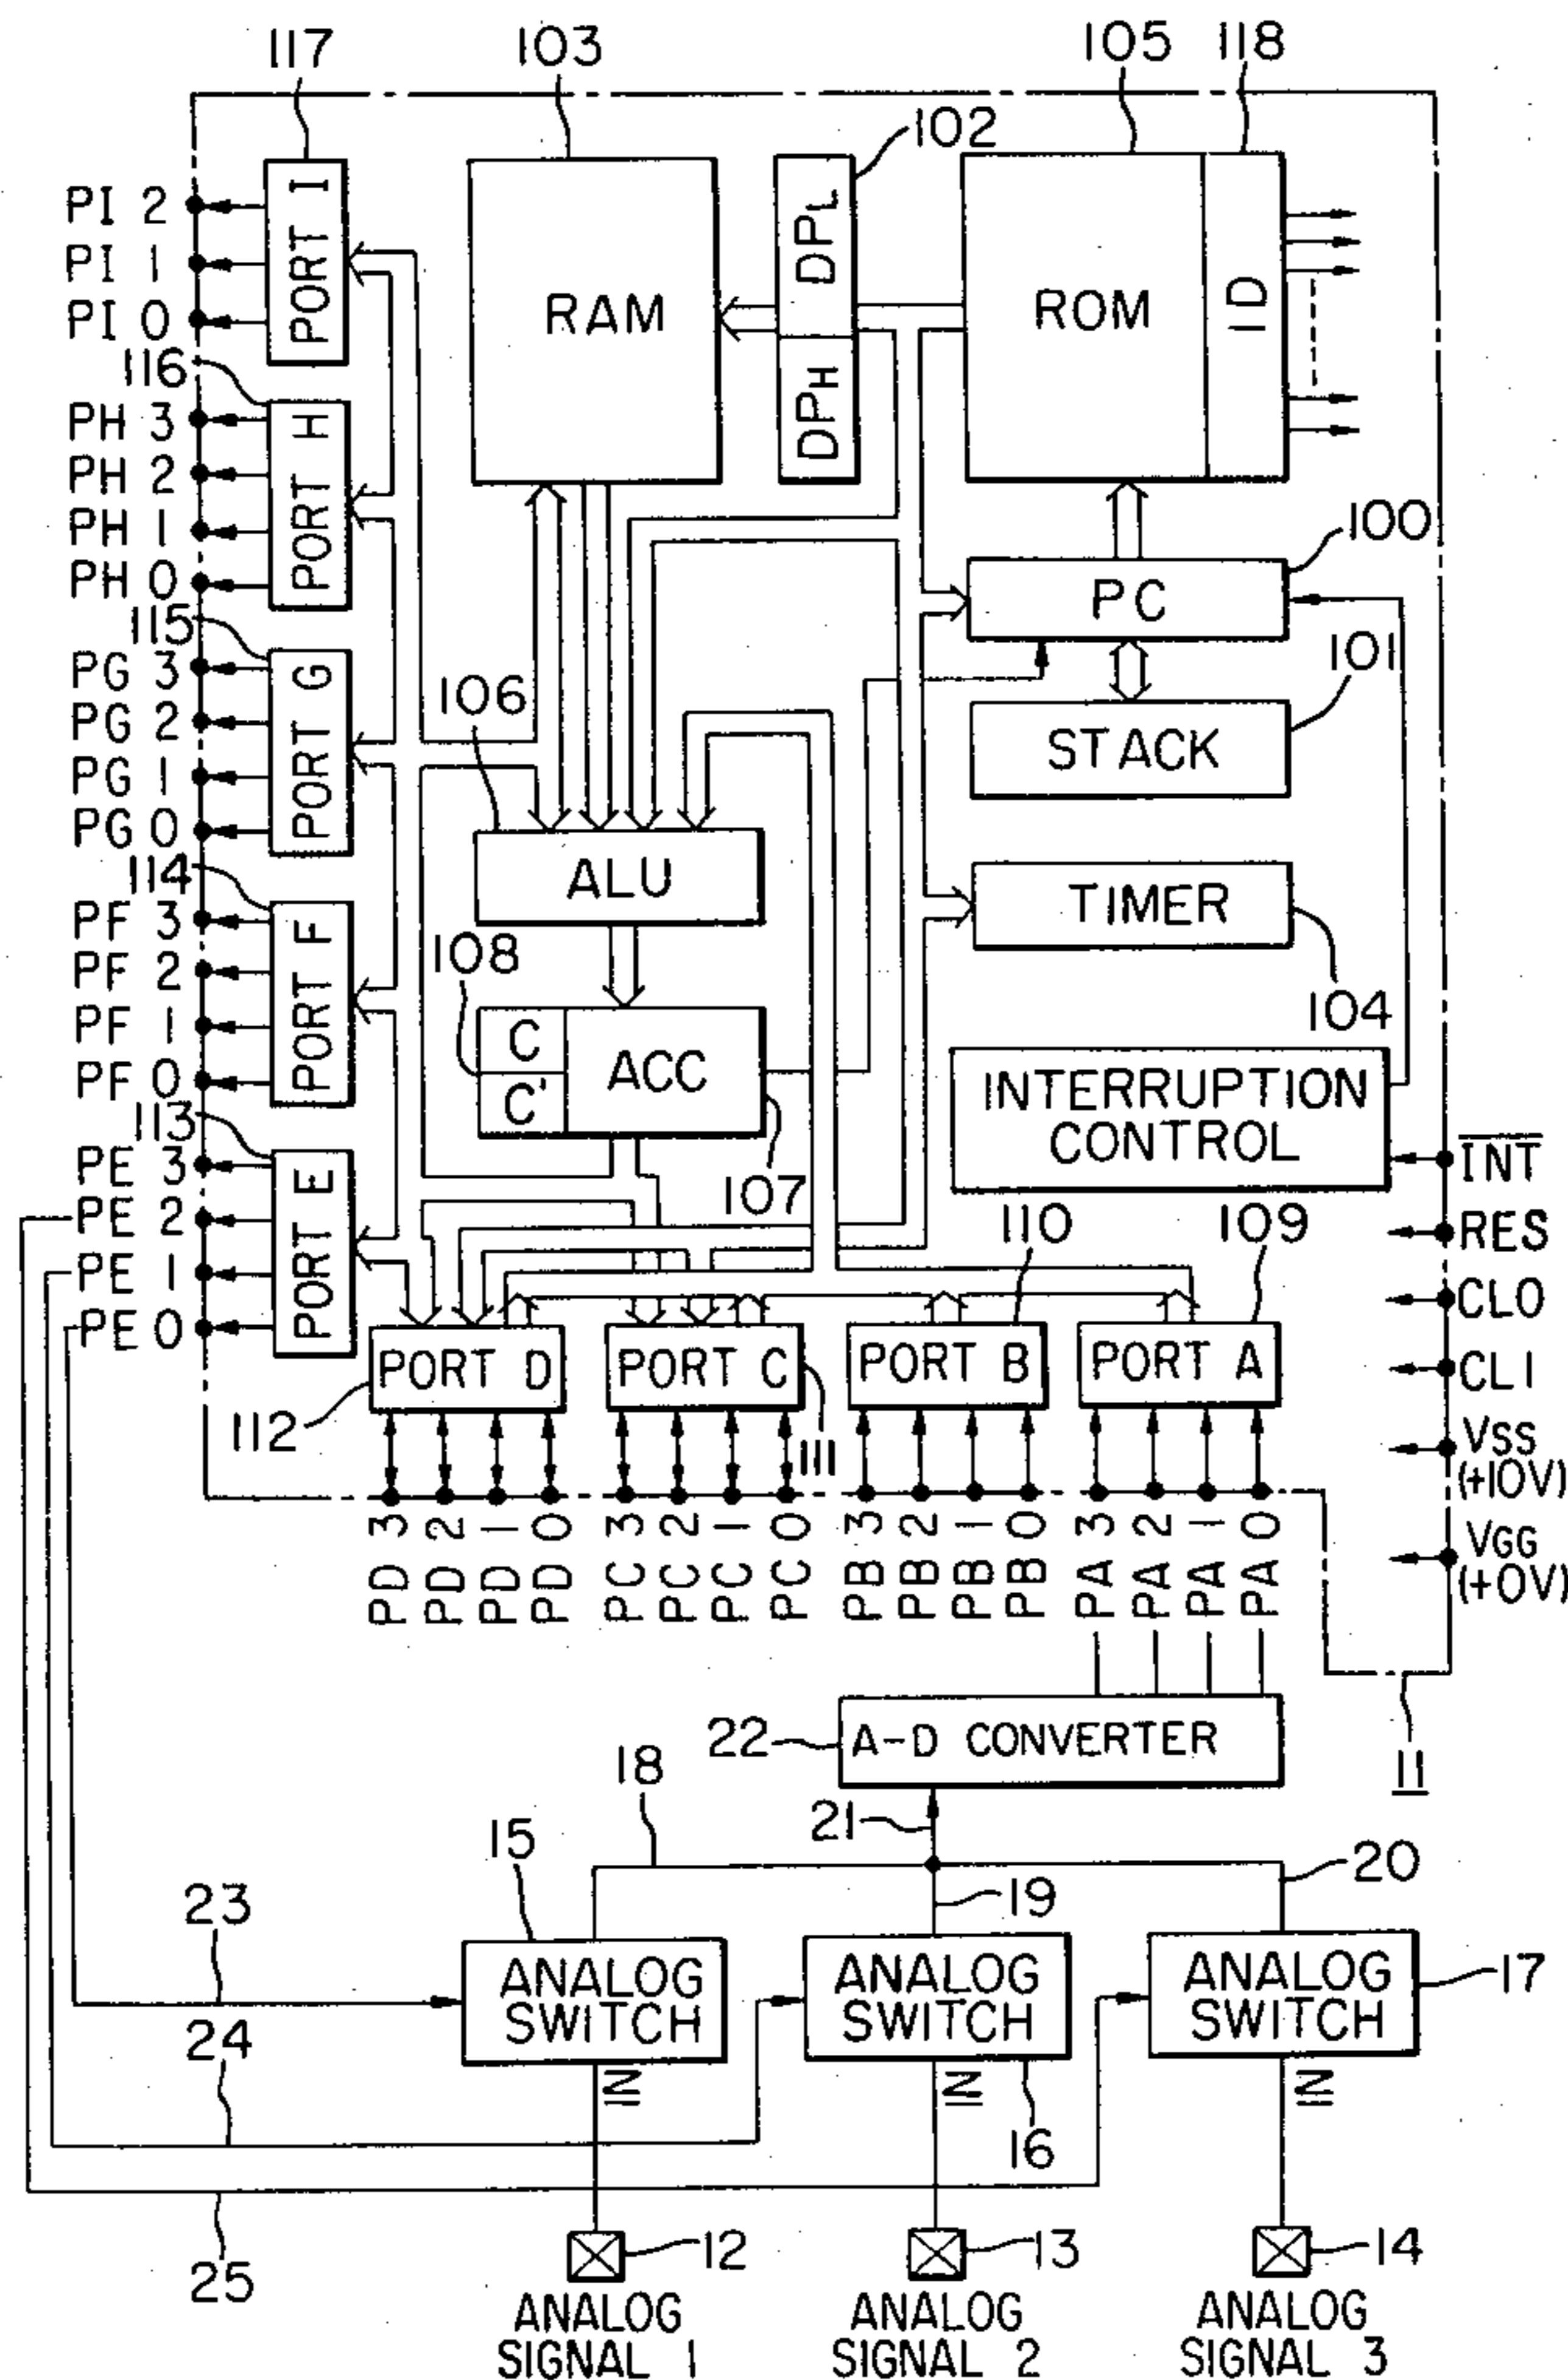 117
103
105
118
102
PI 2
PI 1
PI 0
PORT I
RAM
DPL
DPH
ROM
ID
116
PH 3
PH 2
PH 1
PH 0
PORT H
100
PC
115
PG 3
PG 2
PG 1
PG 0
PORT G
106
101
STACK
ALU
TIMER
104
114
PF 3
PF 2
PF 1
PF 0
PORT F
108
C
C'
ACC
107
INTERRUPTION
CONTROL
113
PE 3
PE 2
PE 1
PE 0
PORT E
INT
RES
CL0
CL1
VSS
(+10V)
VGG
(+0V)
110
109
PORT D
PORT C
PORT B
PORT A
112
111
PD 3
PD 2
PD 1
PD 0
PC 3
PC 2
PC 1
PC 0
PB 3
PB 2
PB 1
PB 0
PA 3
PA 2
PA 1
PA 0
22
A-D CONVERTER
11
18
21
15
19
20
23
ANALOG
SWITCH
ANALOG
SWITCH
ANALOG
SWITCH
17
24
IN
IN
IN
16
25
12
13
14
ANALOG
SIGNAL 1
ANALOG
SIGNAL 2
ANALOG
SIGNAL 3